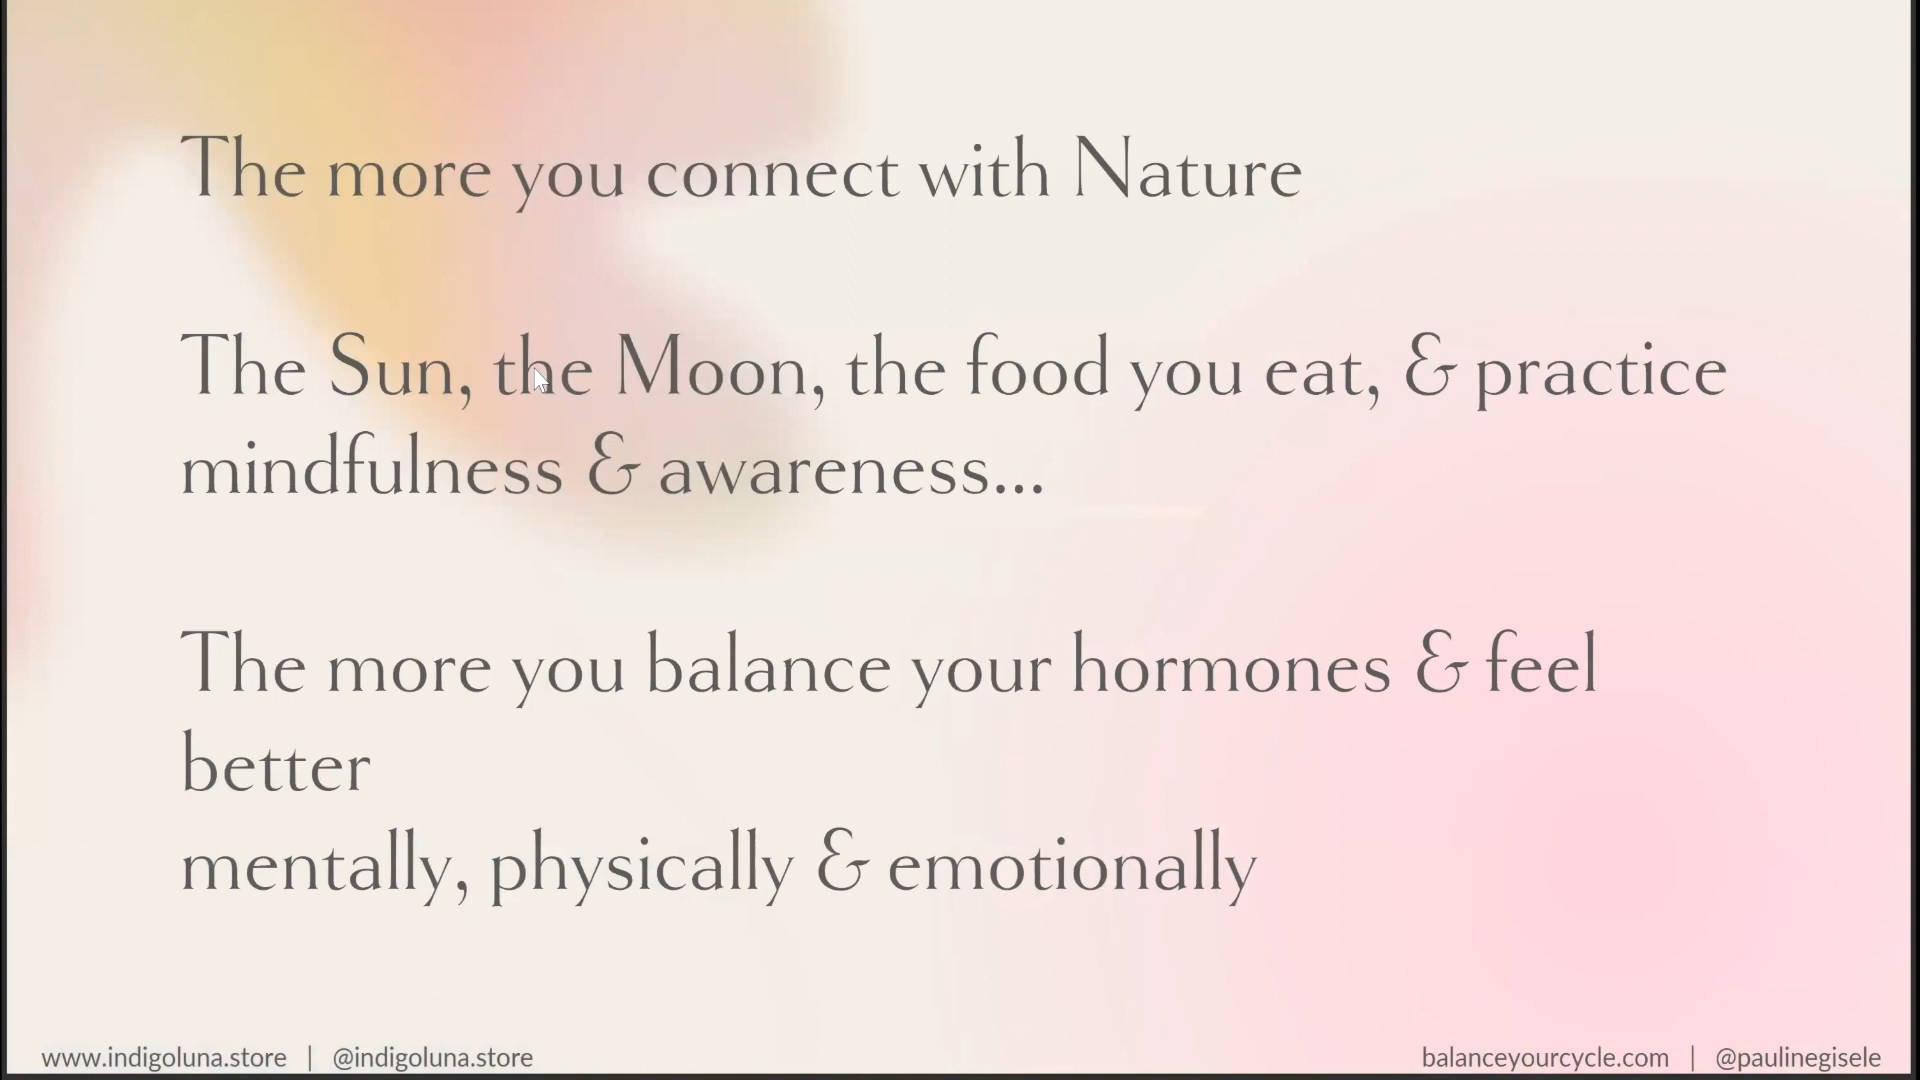 The more you connect with Nature
The Sun, the Moon, the food you eat, & practice
mindfulness & awareness...
The more you balance your hormones & feel
better
mentally, physically & emotionally
www.indigoluna.store | @indigoluna.store
balanceyourcycle.com | @paulinegisele